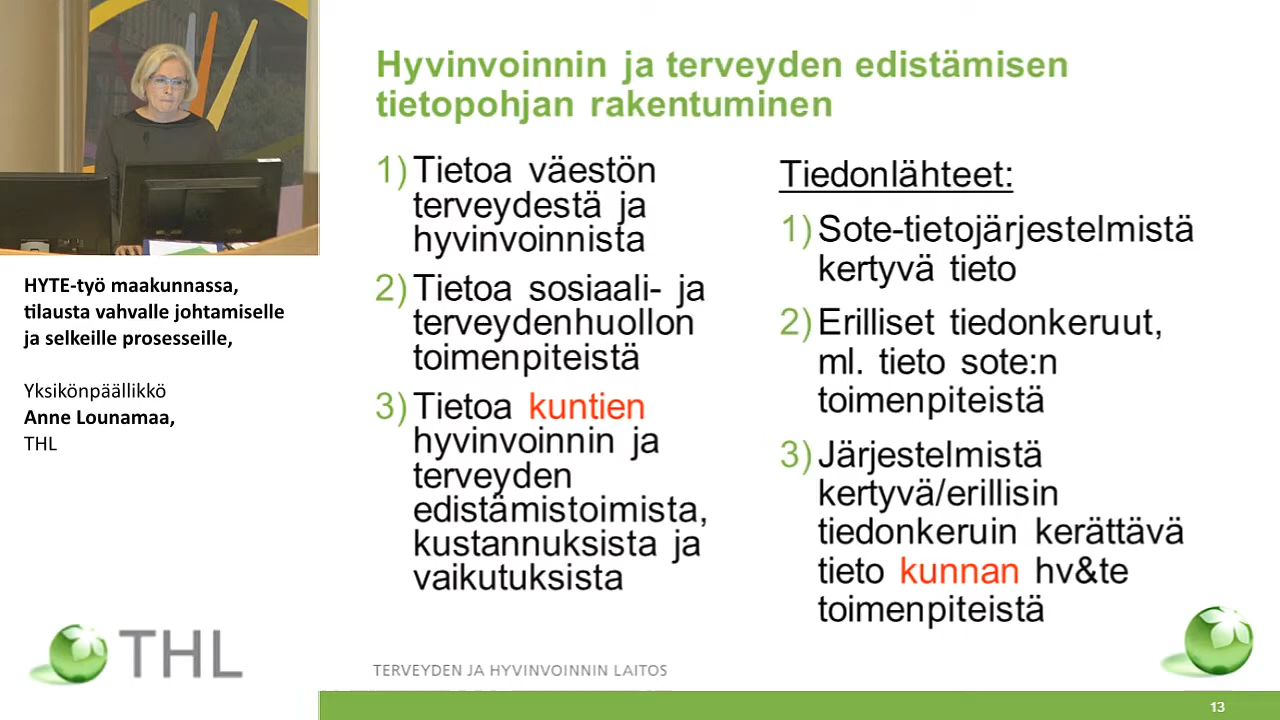 HYTE-työ maakunnassa,
tilausta vahvalle johtamiselle
ja selkeille prosesseille,
Yksikönpäällikkö
Anne Lounamaa,
THL
THL
Hyvinvoinnin ja terveyden edistämisen
tietopohjan rakentuminen
1) Tietoa väestön
terveydestä ja
hyvinvoinnista
2) Tietoa sosiaali- ja
terveydenhuollon
toimenpiteistä
3) Tietoa kuntien
hyvinvoinnin ja
terveyden
edistämistoimista,
kustannuksista ja
vaikutuksista
Tiedonlähteet:
1) Sote-tietojärjestelmistä
kertyvä tieto
2) Erilliset tiedonkeruut,
ml. tieto sote:n
toimenpiteistä
3) Järjestelmistä
kertyvä/erillisin
tiedonkeruin kerättävä
tieto kunnan hv&te
toimenpiteistä
TERVEYDEN JA HYVINVOINNIN LAITOS
13